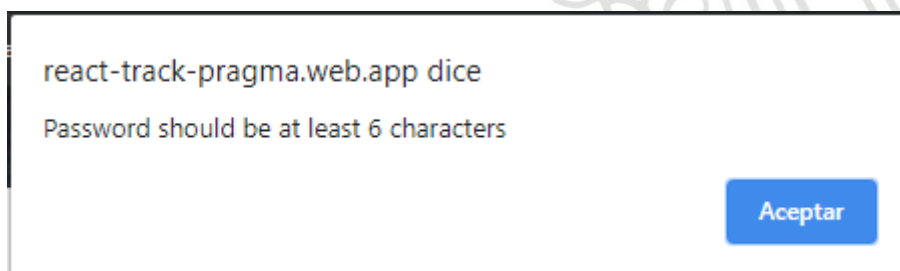 react-track-pragma.web.app dice
Password should be at least 6 characters
Aceptar